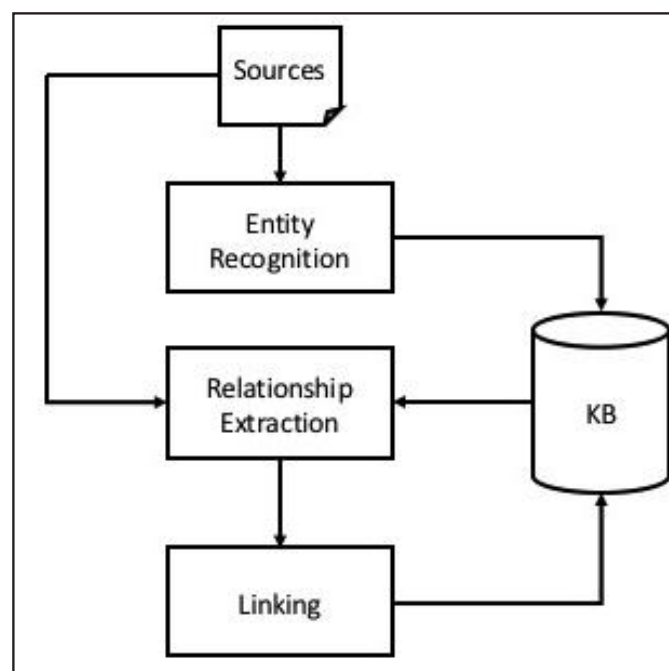 Sources
Entity
Recognition
Relationship
Extraction
KB
Linking